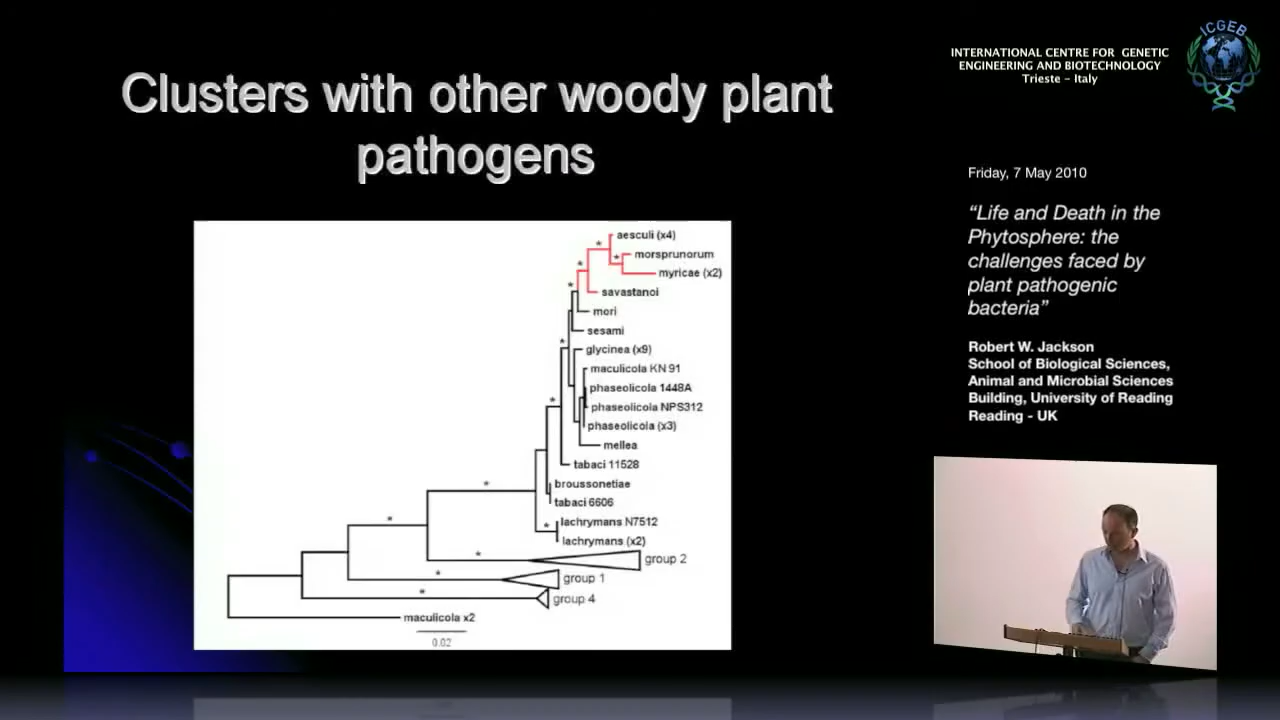 Clusters with other woody plant
pathogens
aesculi (x4)
*
morsprunorum
*
*
myricae (x2)
*
savastanoi
mori
sesami
*
glycinea (x9)
maculicola KN 91
phaseolicola 1448A
*
phaseolicola NPS312
phaseolicola (x3)
mellea
tabaci 11528
*
broussonetiae
tabaci 6606
*
*
lachrymans N7512
lachrymans (x2)
*
group 2
*
group 1
*
group 4
maculicola x2
0.02
INTERNATIONAL CENTRE FOR GENETIC
ENGINEERING AND BIOTECHNOLOGY
Trieste - Italy
ICGEB
Friday, 7 May 2010
“Life and Death in the
Phytosphere: the
challenges faced by
plant pathogenic
bacteria”
Robert W. Jackson
School of Biological Sciences,
Animal and Microbial Sciences
Building, University of Reading
Reading - UK